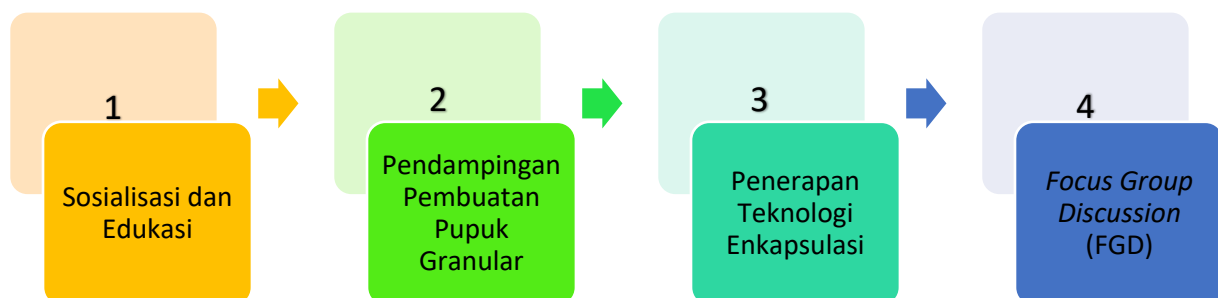 1
Sosialisasi dan
Edukasi
2
Pendampingan
Pembuatan
Pupuk
Granular
3
Penerapan
Teknologi
Enkapsulasi
4
Focus Group
Discussion
(FGD)